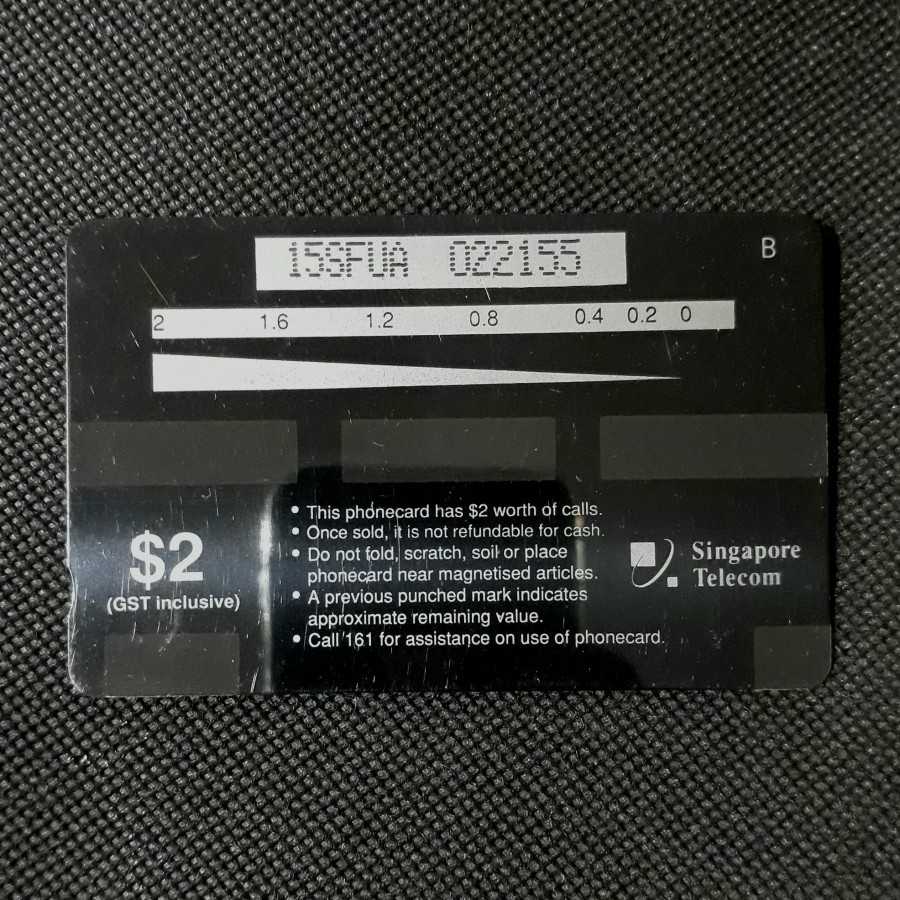 15SFUA 022155
B
2 1.6 1.2 0.8 0.4 0.2 0
• This phonecard has $2 worth of calls.
• Once sold, it is not refundable for cash.
• Do not fold, scratch, soil or place
phonecard near magnetised articles.
• A previous punched mark indicates
approximate remaining value.
• Call 161 for assistance on use of phonecard.
$2
(GST inclusive)
Singapore
Telecom